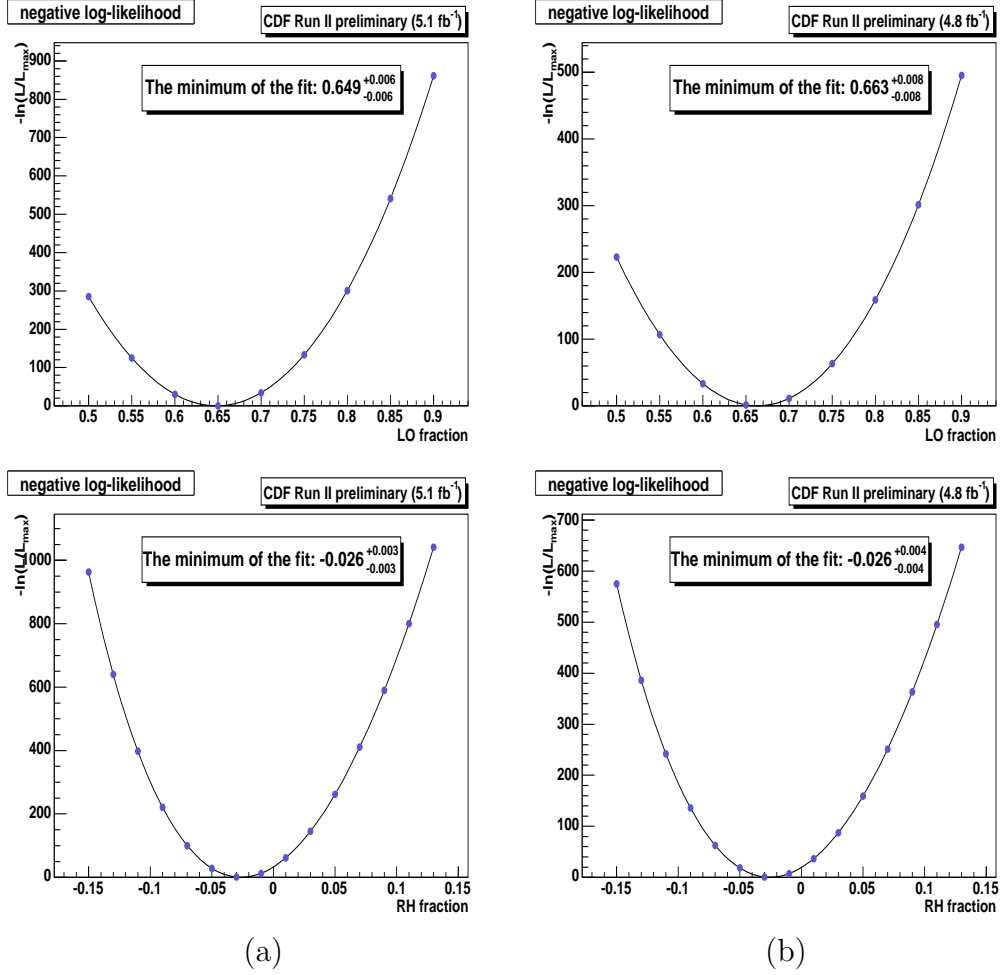 negative log-likelihood
CDF Run II preliminary (5.1 fb⁻¹)
-ln(L/L_max)
The minimum of the fit: 0.649 +0.006 -0.006
900
800
700
600
500
400
300
200
100
0
0.5 0.55 0.6 0.65 0.7 0.75 0.8 0.85 0.9
LO fraction
negative log-likelihood
CDF Run II preliminary (4.8 fb⁻¹)
-ln(L/L_max)
The minimum of the fit: 0.663 +0.008 -0.008
500
400
300
200
100
0
0.5 0.55 0.6 0.65 0.7 0.75 0.8 0.85 0.9
LO fraction
negative log-likelihood
CDF Run II preliminary (5.1 fb⁻¹)
-ln(L/L_max)
The minimum of the fit: -0.026 +0.003 -0.003
1000
800
600
400
200
0
-0.15 -0.1 -0.05 0 0.05 0.1 0.15
RH fraction
negative log-likelihood
CDF Run II preliminary (4.8 fb⁻¹)
-ln(L/L_max)
The minimum of the fit: -0.026 +0.004 -0.004
700
600
500
400
300
200
100
0
-0.15 -0.1 -0.05 0 0.05 0.1 0.15
RH fraction
(a)
(b)